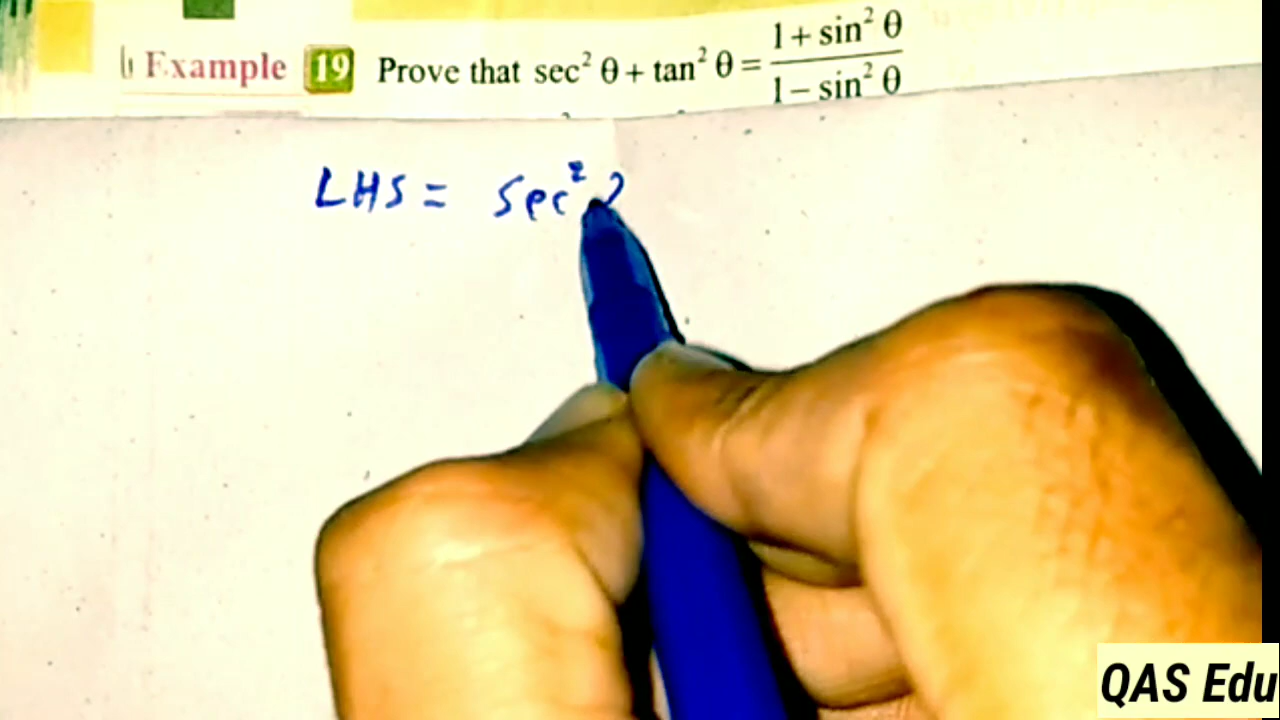 Example 19 Prove that sec² θ + tan² θ = (1 + sin² θ) / (1 − sin² θ)
LHS = Sec²
QAS Edu